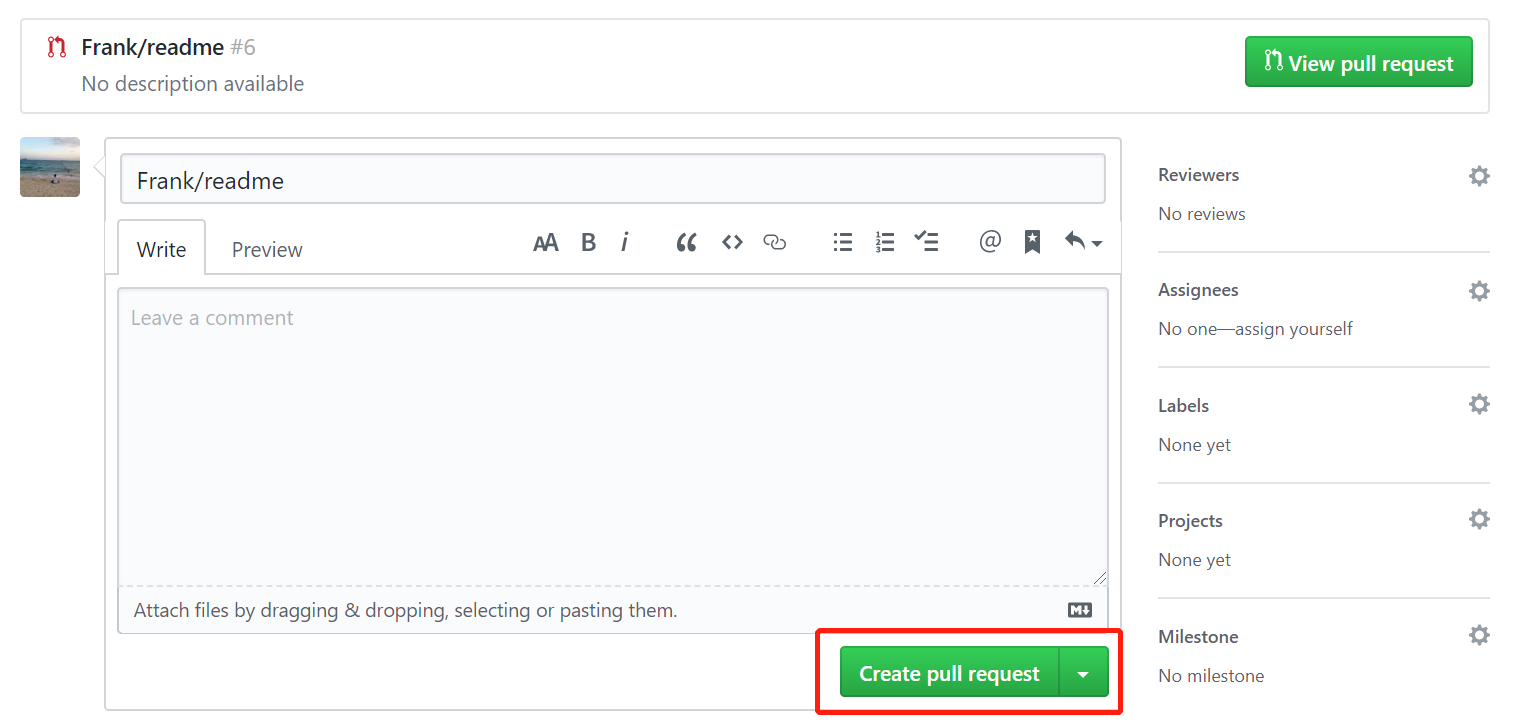 Frank/readme #6
No description available
View pull request
Frank/readme
Write Preview
AA B i @
Leave a comment
Attach files by dragging & dropping, selecting or pasting them.
Create pull request
Reviewers
No reviews
Assignees
No one—assign yourself
Labels
None yet
Projects
None yet
Milestone
No milestone